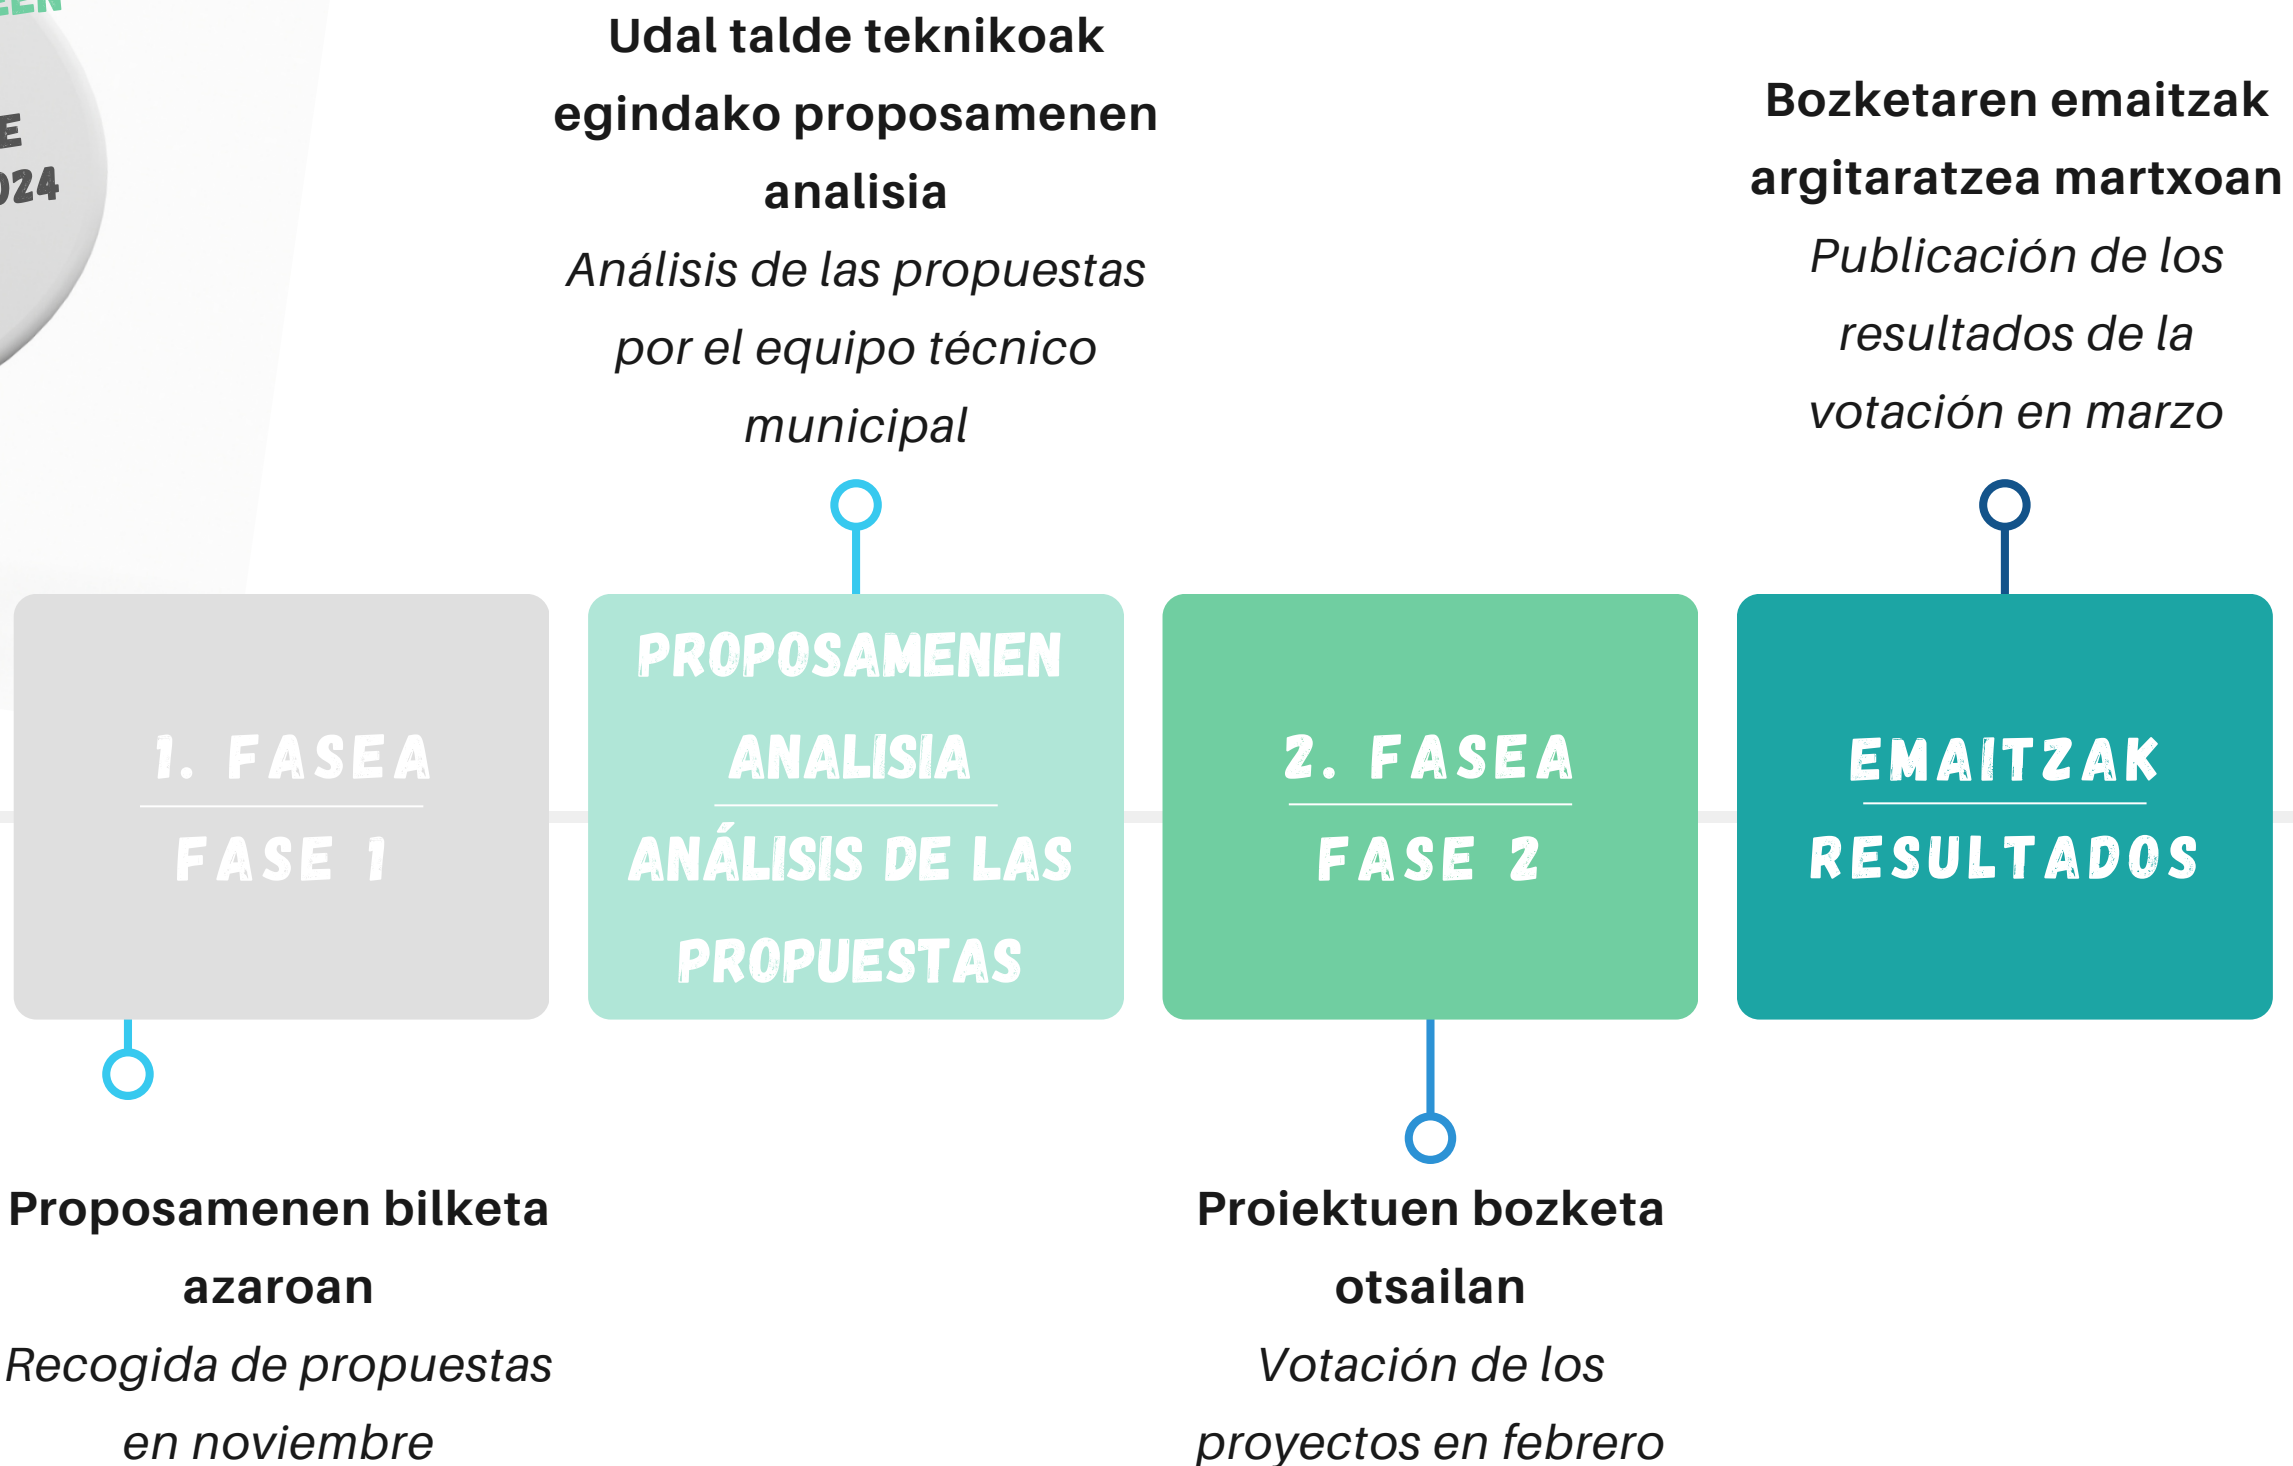 Udal talde teknikoak
egindako proposamenen
analisia
Análisis de las propuestas
por el equipo técnico
municipal
Bozketaren emaitzak
argitaratzea martxoan
Publicación de los
resultados de la
votación en marzo
1. FASEA
FASE 1
PROPOSAMENEN
ANALISIA
ANÁLISIS DE LAS
PROPUESTAS
2. FASEA
FASE 2
EMAITZAK
RESULTADOS
Proposamenen bilketa
azaroan
Recogida de propuestas
en noviembre
Proiektuen bozketa
otsailan
Votación de los
proyectos en febrero